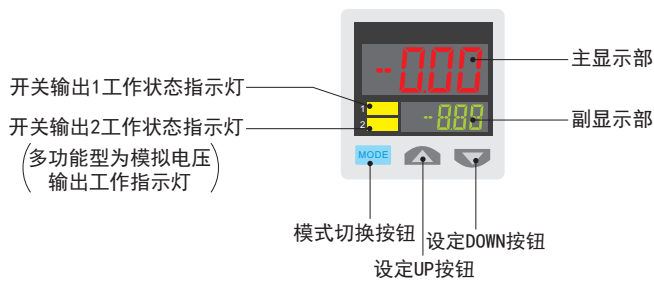 -0.00
主显示部
开关输出1工作状态指示灯
1
-8.8.8
副显示部
开关输出2工作状态指示灯
2
(多功能型为模拟电压
输出工作指示灯)
MODE
模式切换按钮
设定DOWN按钮
设定UP按钮